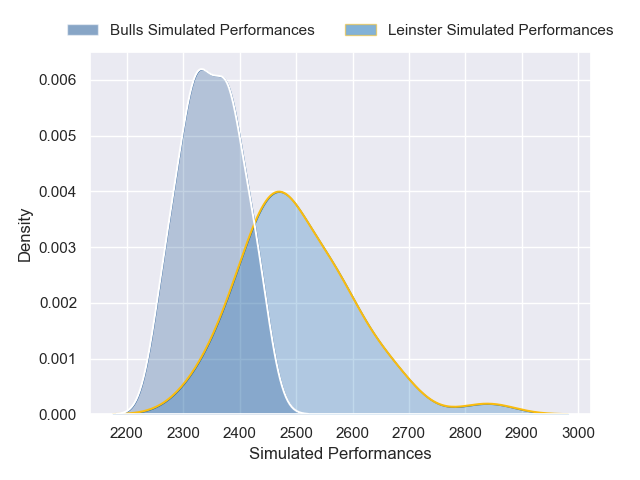 Bulls Simulated Performances Leinster Simulated Performances
0.006
0.005
0.004
0.003
0.002
0.001
0.000
Density
2200 2300 2400 2500 2600 2700 2800 2900 3000
Simulated Performances